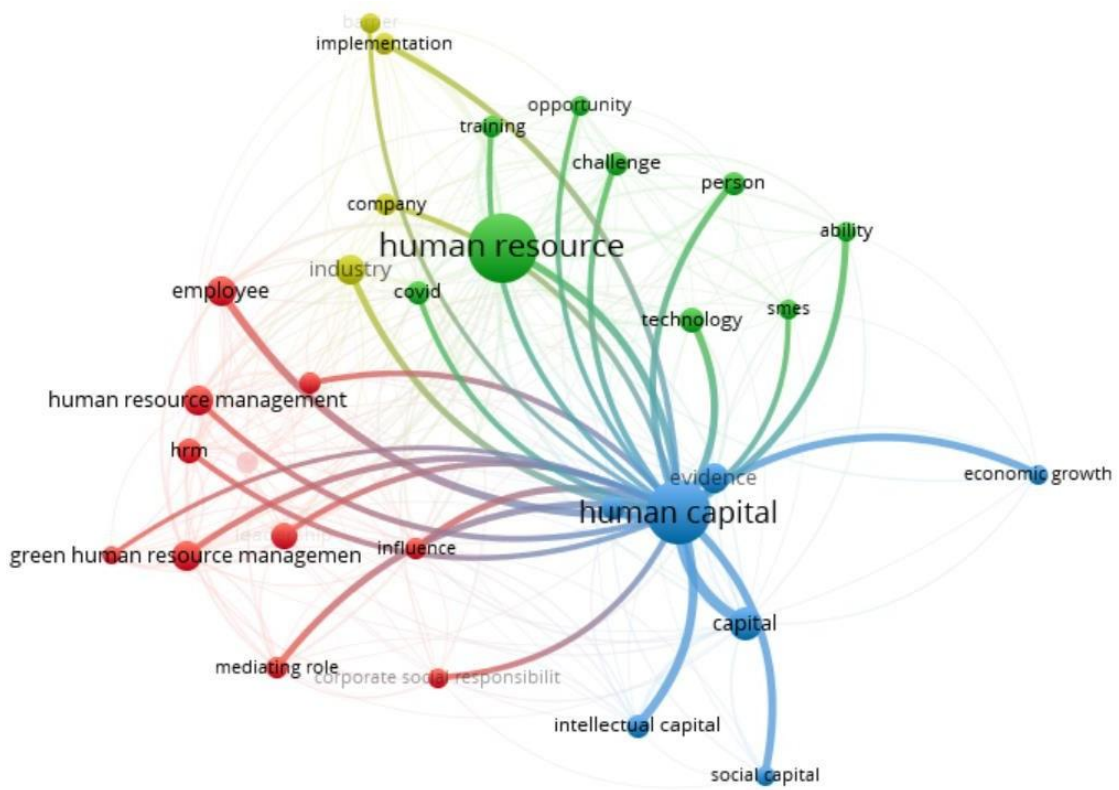 barrier
implementation
opportunity
training
challenge
person
company
ability
human resource
industry
employee
covid
smes
technology
human resource management
hrm
evidence
economic growth
human capital
leadership
influence
green human resource managemen
capital
mediating role
corporate social responsibilit
intellectual capital
social capital